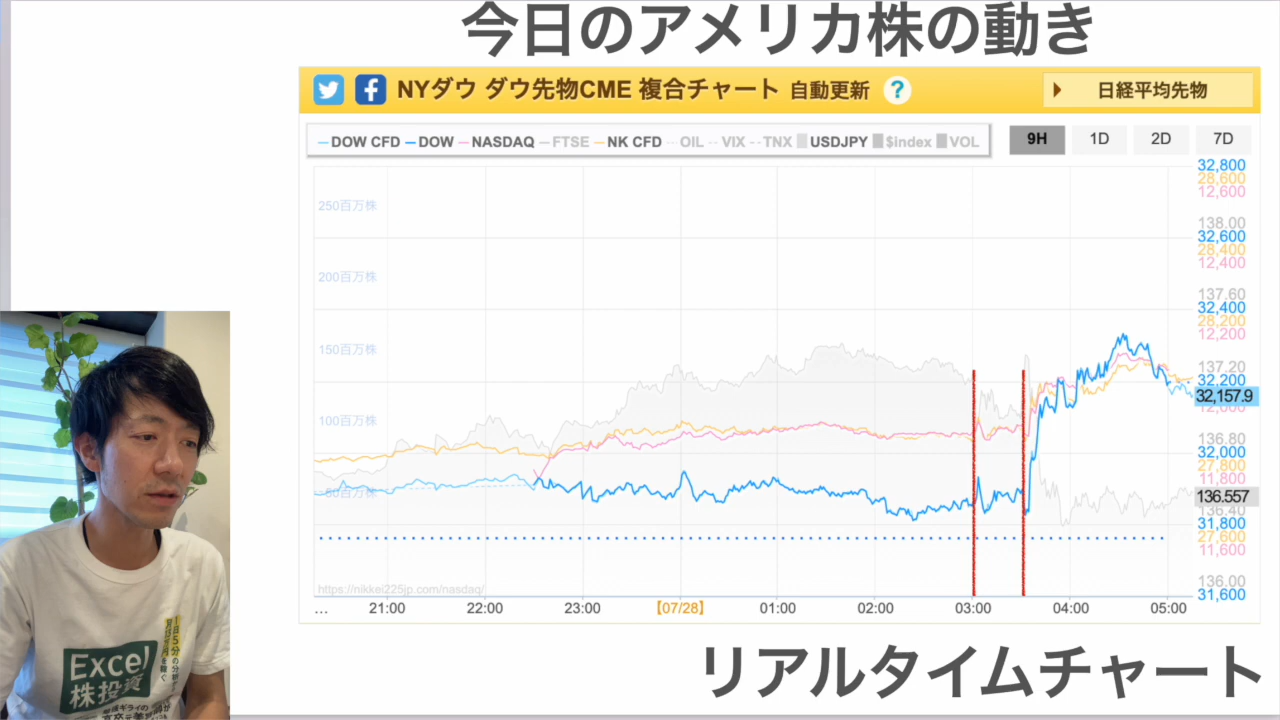 今日のアメリカ株の動き
NYダウ ダウ先物CME 複合チャート 自動更新 ?
日経平均先物
DOW CFD DOW NASDAQ FTSE NK CFD OIL VIX TNX USDJPY $Index VOL
9H 1D 2D 7D
32,800
28,600
12,600
250百万株
138.00
32,600
28,400
12,400
200百万株
137.60
32,400
28,200
12,200
150百万株
137.20
32,200
32,157.9
12,000
100百万株
136.80
32,000
27,800
11,800
50百万株
136.557
136.40
31,800
27,600
11,600
136.00
31,600
https://nikkei225jp.com/nasdaq/
... 21:00 22:00 23:00 【07/28】 01:00 02:00 03:00 04:00 05:00
リアルタイムチャート
Excel
株投資